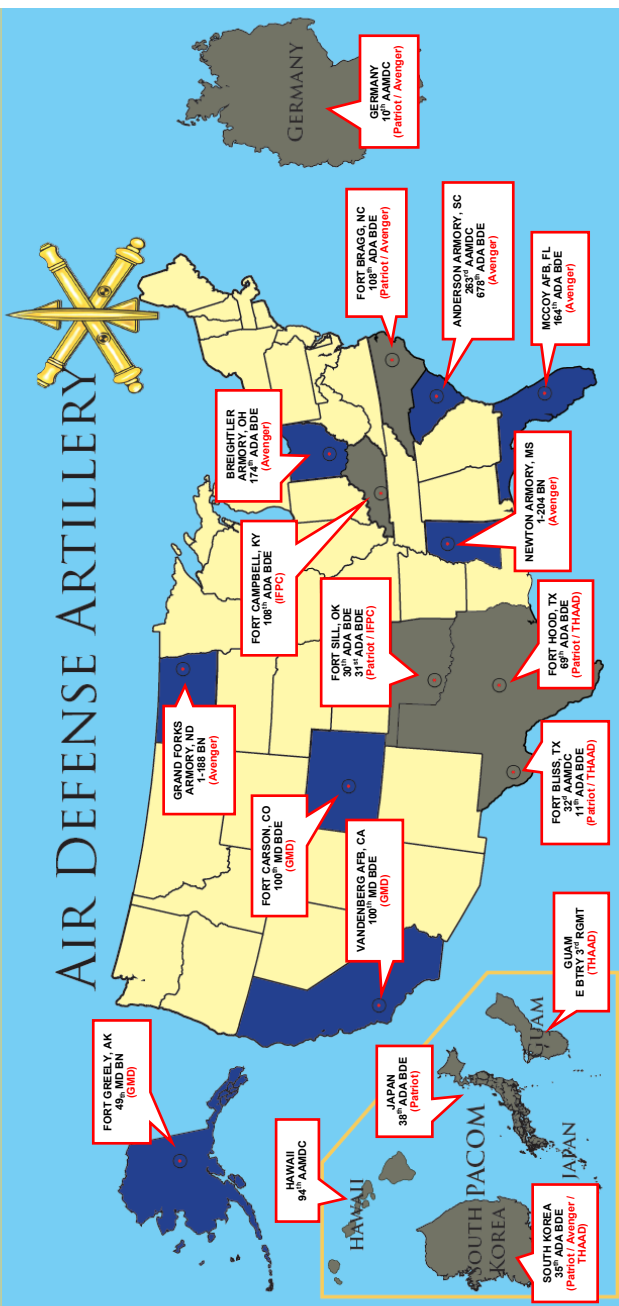 AIR DEFENSE ARTILLERY
FORT GREELY, AK
49th MD BN
(GMD)
GRAND FORKS
ARMORY, ND
1-188 BN
(Avenger)
BREIGHTLER
ARMORY, OH
174th ADA BDE
(Avenger)
GERMANY
GERMANY
10th AAMDC
(Patriot / Avenger)
FORT CARSON, CO
100th MD BDE
(GMD)
FORT CAMPBELL, KY
108th ADA BDE
(IFPC)
FORT BRAGG, NC
108th ADA BDE
(Patriot / Avenger)
VANDENBERG AFB, CA
100th MD BDE
(GMD)
FORT SILL, OK
30th ADA BDE
31st ADA BDE
(Patriot / IFPC)
ANDERSON ARMORY, SC
263rd AAMDC
678th ADA BDE
(Avenger)
HAWAII
94th AAMDC
HAWAII
JAPAN
38th ADA BDE
(Patriot)
PACOM
SOUTH
KOREA
JAPAN
GUAM
SOUTH KOREA
35th ADA BDE
(Patriot / Avenger /
THAAD)
GUAM
E BTRY 3rd RGMT
(THAAD)
FORT BLISS, TX
32d AAMDC
11th ADA BDE
(Patriot / THAAD)
FORT HOOD, TX
69th ADA BDE
(Patriot / THAAD)
NEWTON ARMORY, MS
1-204 BN
(Avenger)
MCCOY AFB, FL
164th ADA BDE
(Avenger)